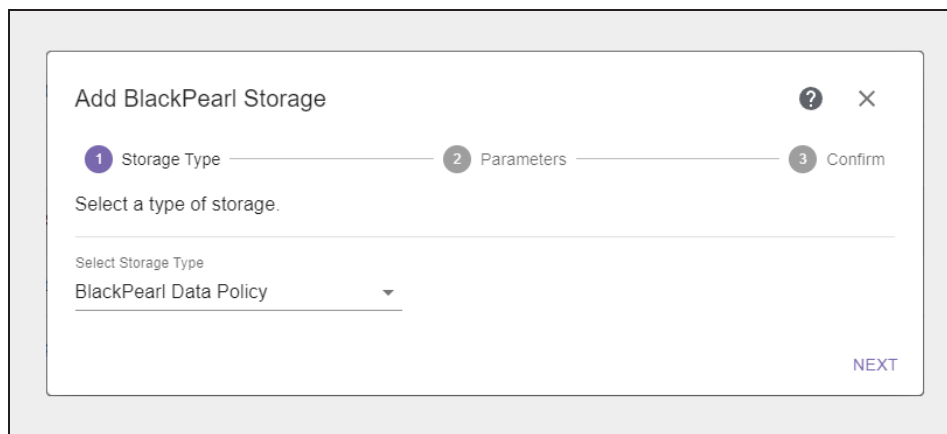 Add BlackPearl Storage ?
1 Storage Type 2 Parameters 3 Confirm
Select a type of storage.
Select Storage Type
BlackPearl Data Policy
NEXT